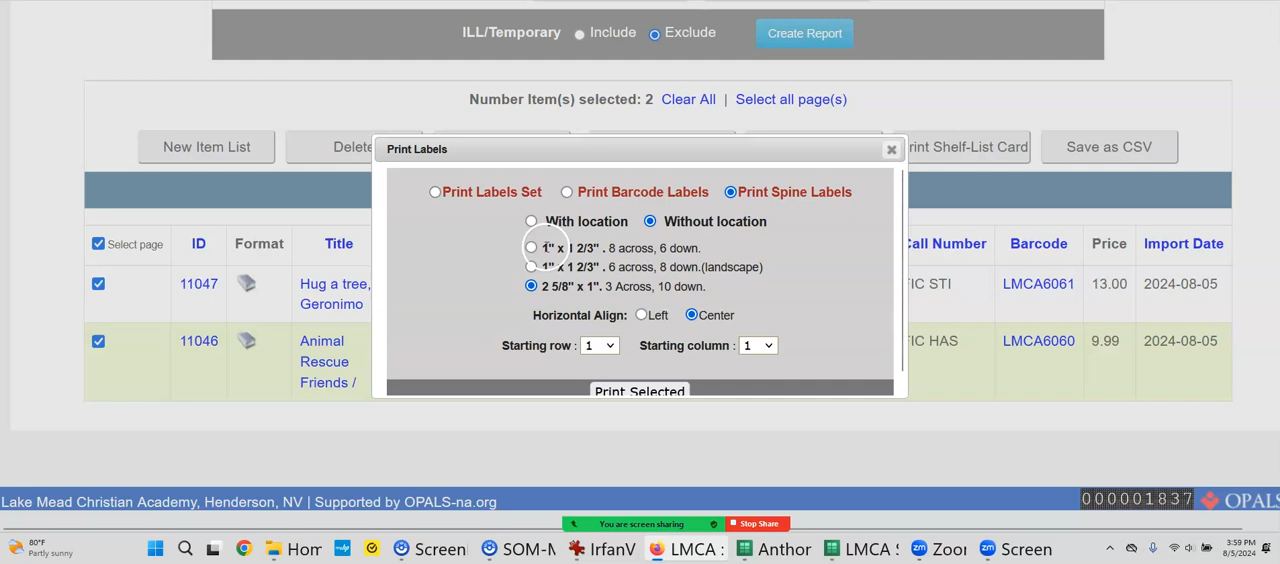 ILL/Temporary Include Exclude Create Report
Number Item(s) selected: 2 Clear All | Select all page(s)
New Item List Delete Print Shelf-List Card Save as CSV
Print Labels
Print Labels Set Print Barcode Labels Print Spine Labels
With location Without location
1" x 1 2/3" . 8 across, 6 down.
1" x 1 2/3" . 6 across, 8 down.(landscape)
2 5/8" x 1". 3 Across, 10 down.
Horizontal Align: Left Center
Starting row : 1 Starting column : 1
Print Selected
Select page ID Format Title Call Number Barcode Price Import Date
11047 Hug a tree, Geronimo FIC STI LMCA6061 13.00 2024-08-05
11046 Animal Rescue Friends / FIC HAS LMCA6060 9.99 2024-08-05
Lake Mead Christian Academy, Henderson, NV | Supported by OPALS-na.org 000001837 OPALS
You are screen sharing Stop Share
80°F
Partly sunny
Hom Screen SOM-M IrfanV LMCA : Anthor LMCA S Zoor Screen
3:59 PM
8/5/2024